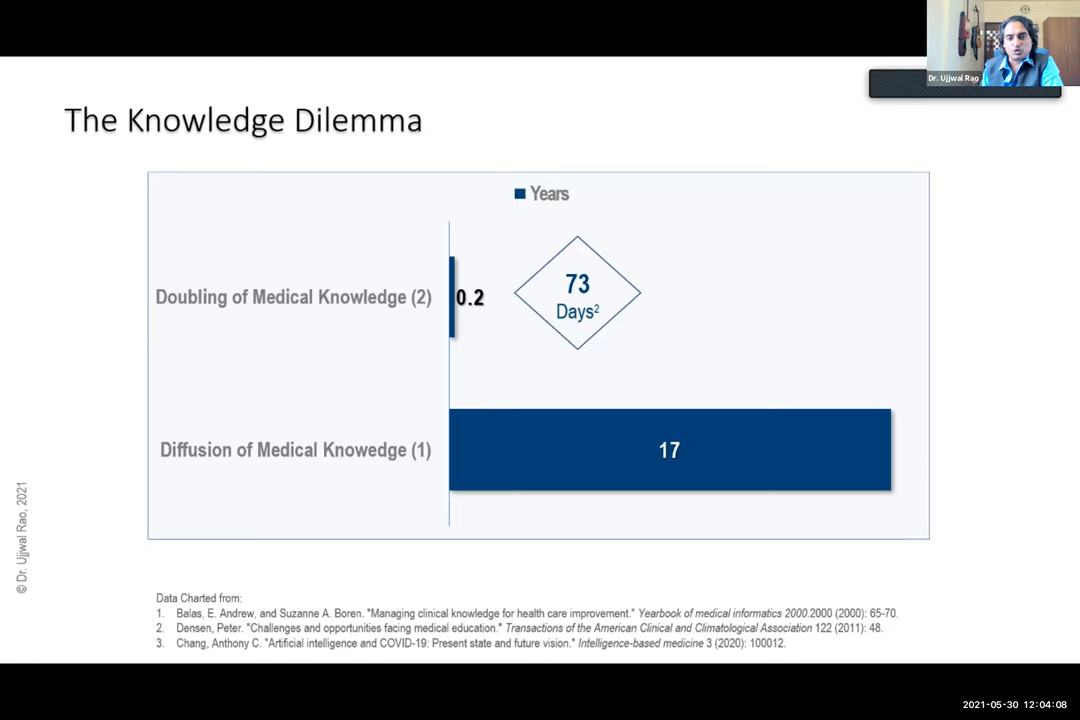 Dr. Ujjwal Rao
The Knowledge Dilemma
Years
Doubling of Medical Knowledge (2)
0.2
73
Days2
Diffusion of Medical Knowedge (1)
17
© Dr. Ujjwal Rao, 2021
Data Charted from:
1. Balas, E. Andrew, and Suzanne A. Boren. "Managing clinical knowledge for health care improvement." Yearbook of medical informatics 2000.2000 (2000): 65-70.
2. Densen, Peter. "Challenges and opportunities facing medical education." Transactions of the American Clinical and Climatological Association 122 (2011): 48.
3. Chang, Anthony C. "Artificial intelligence and COVID-19: Present state and future vision." Intelligence-based medicine 3 (2020): 100012.
2021-05-30 12:04:08